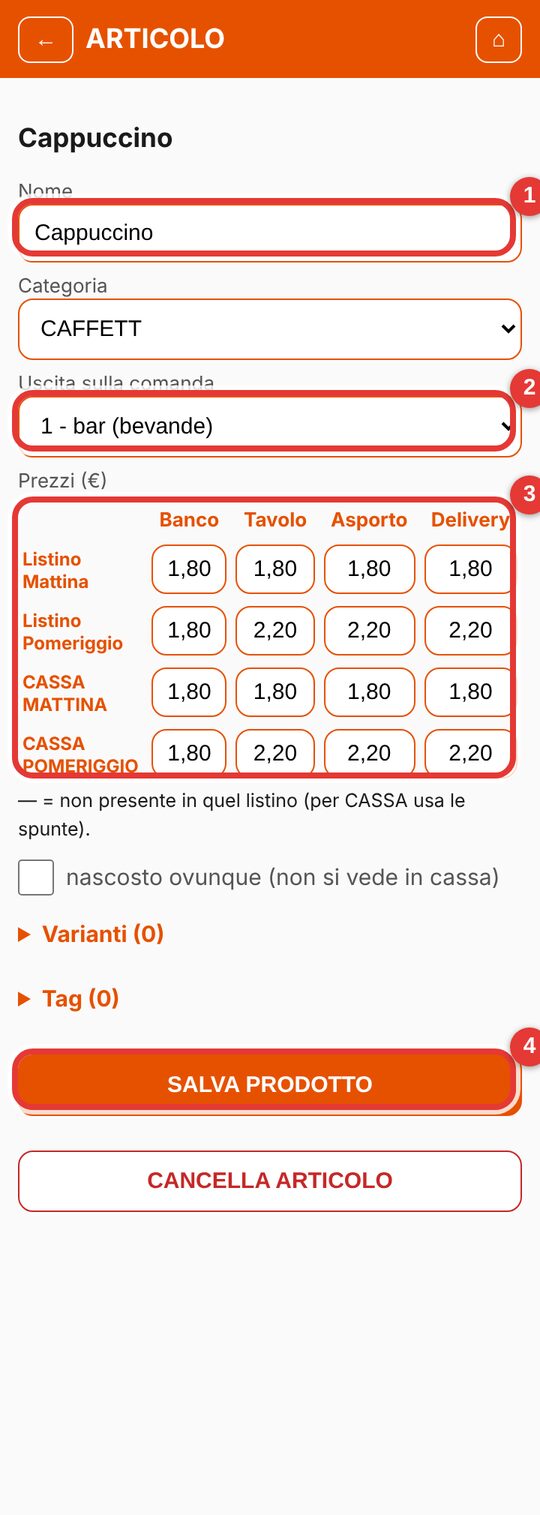 ← ARTICOLO ⌂
Cappuccino
Nome
1
Cappuccino
Categoria
CAFFETT
Uscita sulla comanda
2
1 - bar (bevande)
Prezzi (€)
3
Banco Tavolo Asporto Delivery
Listino Mattina 1,80 1,80 1,80 1,80
Listino Pomeriggio 1,80 2,20 2,20 2,20
CASSA MATTINA 1,80 1,80 1,80 1,80
CASSA POMERIGGIO 1,80 2,20 2,20 2,20
— = non presente in quel listino (per CASSA usa le
spunte).
nascosto ovunque (non si vede in cassa)
▶ Varianti (0)
▶ Tag (0)
4
SALVA PRODOTTO
CANCELLA ARTICOLO